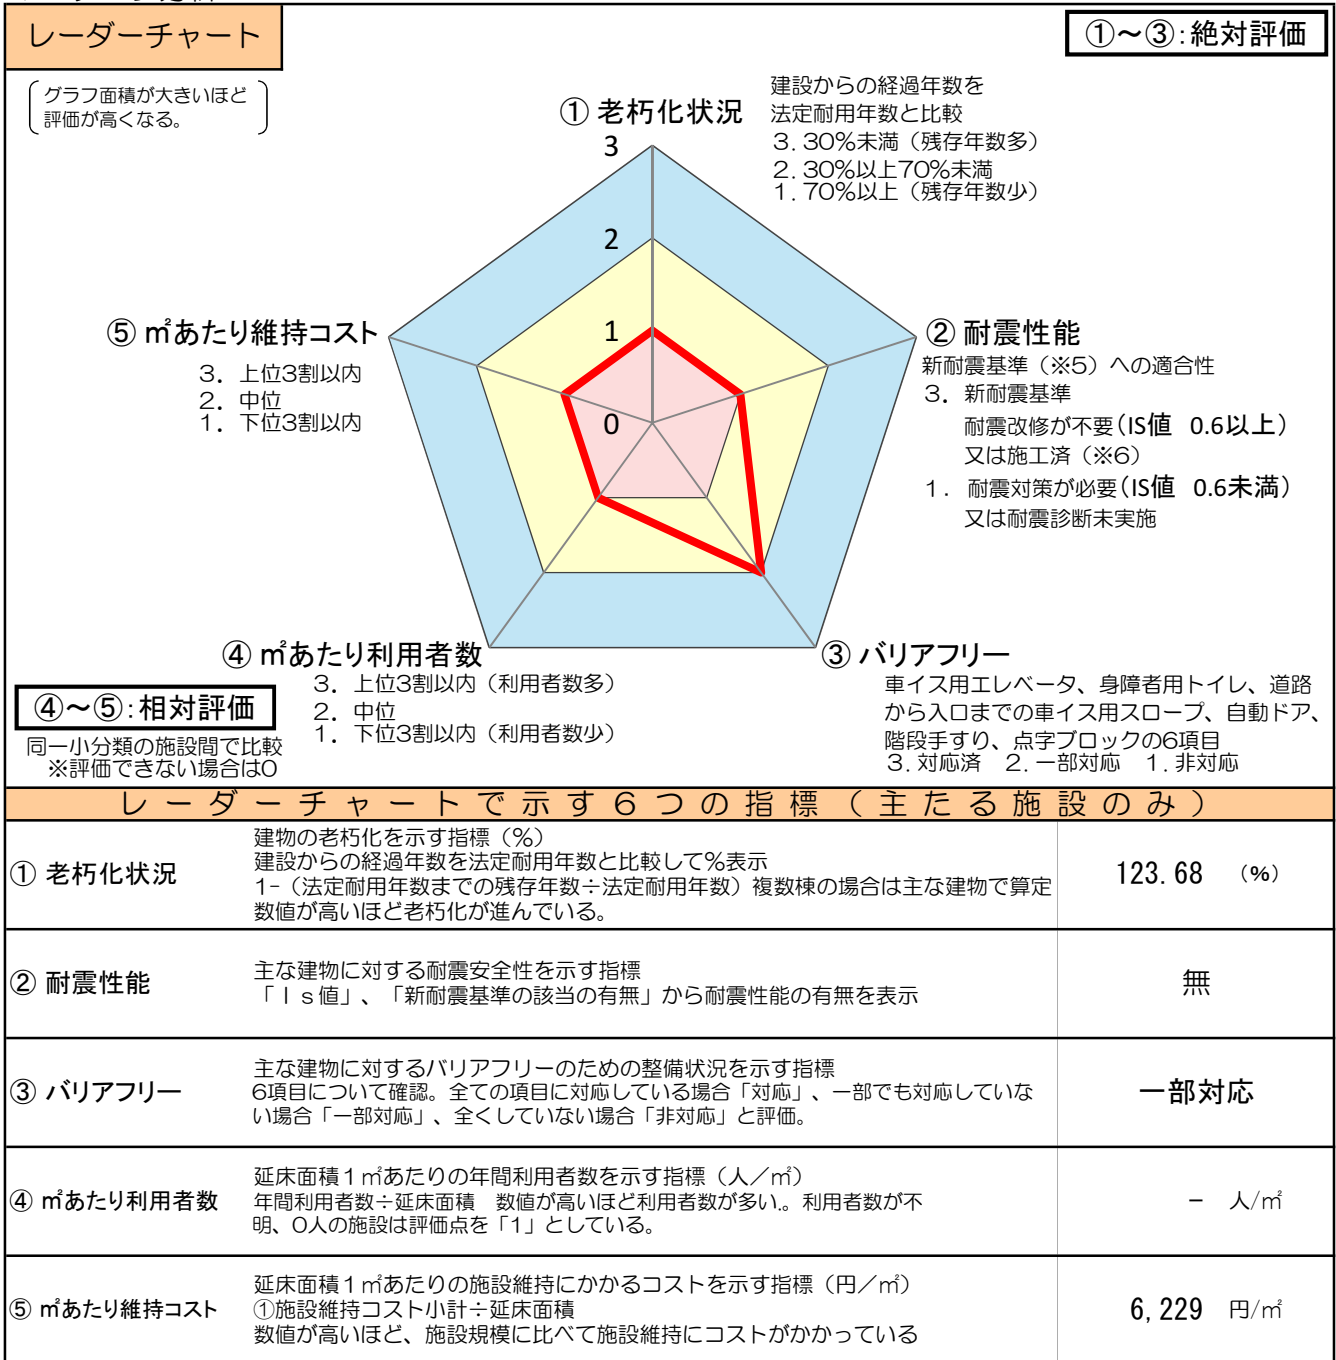 レーダーチャート
①～③:絶対評価
グラフ面積が大きいほど
評価が高くなる。
① 老朽化状況
建設からの経過年数を
法定耐用年数と比較
3. 30%未満（残存年数多）
2. 30%以上70%未満
1. 70%以上（残存年数少）
3
2
1
0
⑤ ㎡あたり維持コスト
3. 上位3割以内
2. 中位
1. 下位3割以内
② 耐震性能
新耐震基準（※5）への適合性
3. 新耐震基準
耐震改修が不要(IS値 0.6以上)
又は施工済（※6）
1. 耐震対策が必要(IS値 0.6未満)
又は耐震診断未実施
④ ㎡あたり利用者数
3. 上位3割以内（利用者数多）
2. 中位
1. 下位3割以内（利用者数少）
④～⑤:相対評価
同一小分類の施設間で比較
※評価できない場合は0
③ バリアフリー
車イス用エレベータ、身障者用トイレ、道路
から入口までの車イス用スロープ、自動ドア、
階段手すり、点字ブロックの6項目
3. 対応済 2. 一部対応 1. 非対応
レーダーチャートで示す6つの指標（主たる施設のみ）
① 老朽化状況
建物の老朽化を示す指標（%）
建設からの経過年数を法定耐用年数と比較して%表示
1-（法定耐用年数までの残存年数÷法定耐用年数）複数棟の場合は主な建物で算定
数値が高いほど老朽化が進んでいる。
123.68 （%）
② 耐震性能
主な建物に対する耐震安全性を示す指標
「Ｉｓ値」、「新耐震基準の該当の有無」から耐震性能の有無を表示
無
③ バリアフリー
主な建物に対するバリアフリーのための整備状況を示す指標
6項目について確認。全ての項目に対応している場合「対応」、一部でも対応していな
い場合「一部対応」、全くしていない場合「非対応」と評価。
一部対応
④ ㎡あたり利用者数
延床面積１㎡あたりの年間利用者数を示す指標（人／㎡）
年間利用者数÷延床面積 数値が高いほど利用者数が多い。利用者数が不
明、0人の施設は評価点を「1」としている。
－ 人/㎡
⑤ ㎡あたり維持コスト
延床面積１㎡あたりの施設維持にかかるコストを示す指標（円／㎡）
①施設維持コスト小計÷延床面積
数値が高いほど、施設規模に比べて施設維持にコストがかかっている
6,229 円/㎡